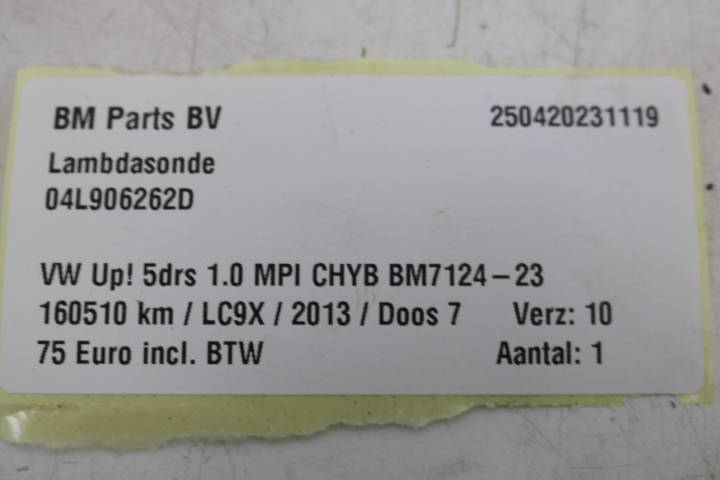 BM Parts BV 250420231119
Lambdasonde
04L906262D
VW Up! 5drs 1.0 MPI CHYB BM7124-23
160510 km / LC9X / 2013 / Doos 7 Verz: 10
75 Euro incl. BTW Aantal: 1